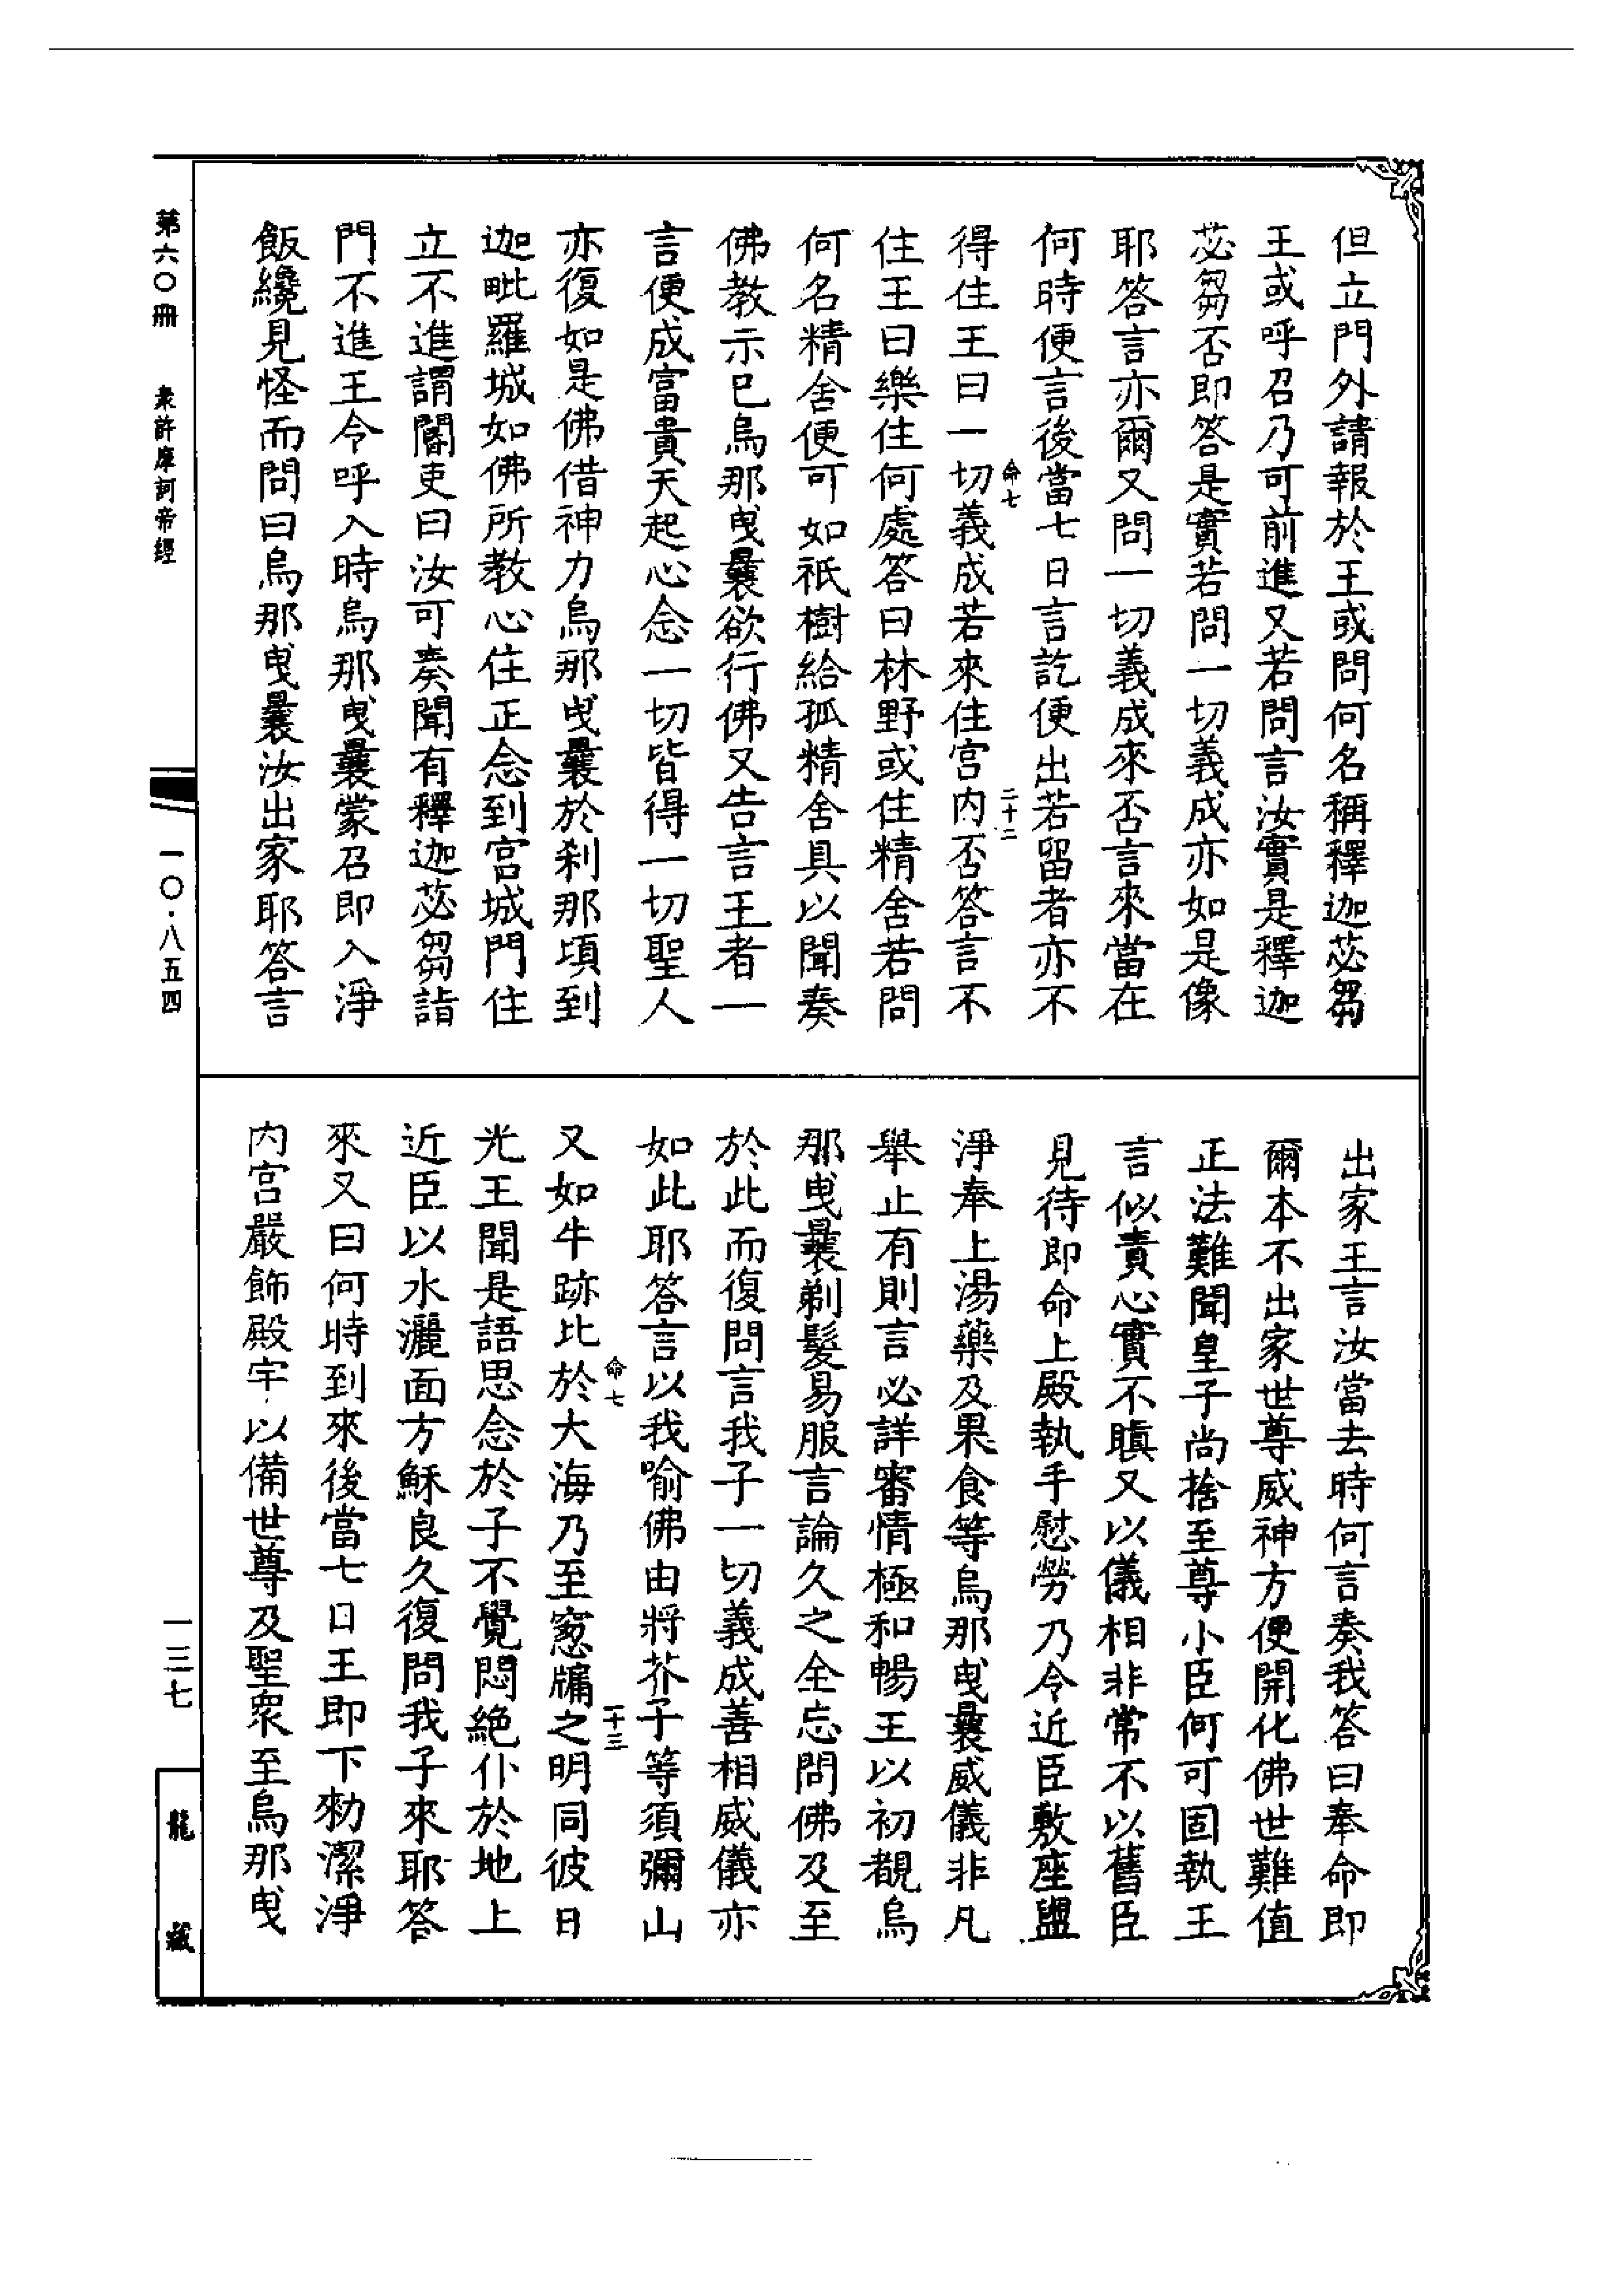 但立門外請報於王或問何名稱釋迦苾芻
王或呼召乃可前進又若問言汝實是釋迦
苾芻否即答是實若問一切義成亦如是像
耶答言亦爾又問一切義成來否言來當在
何時便言後當七日言訖便出若留者亦不
命七
二十二
得住王曰一切義成若來住宮內否答言不
住王曰樂住何處答曰林野或住精舍若問
何名精舍便可如祇樹給孤精舍具以聞奏
佛教示已烏那曳曩欲行佛又告言王者一
言便成富貴天起心念一切皆得一切聖人
亦復如是佛借神力烏那曳曩於剎那頃到
迦毗羅城如佛所教心住正念到宮城門住
立不進謂閽吏曰汝可奏聞有釋迦苾芻詣
門不進王令呼入時烏那曳曩蒙召即入淨
飯纔見怪而問曰烏那曳曩汝出家耶答言
出家王言汝當去時何言奏我答曰奉命即
爾本不出家世尊威神方便開化佛世難值
正法難聞皇子尚捨至尊小臣何可固執王
言似責心實不瞋又以儀相非常不以舊臣
見待即命上殿執手慰勞乃令近臣敷座盥
淨奉上湯藥及果食等烏那曳曩威儀非凡
舉止有則言必詳審情極和暢王以初覩烏
那曳曩剃髮易服言論久之全忘問佛及至
於此而復問言我子一切義成善相威儀亦
如此耶答言以我喻佛由將芥子等須彌山
命七
二十三
又如牛跡比於大海乃至窻牖之明同彼日
光王聞是語思念於子不覺悶絕仆於地上
近臣以水灑面方穌良久復問我子來耶答
來又曰何時到來後當七日王即下勑潔淨
內宮嚴飾殿宇以備世尊及聖衆至烏那曳
第六〇冊
衆許摩訶帝經
一〇·八五四
一三七
龍藏